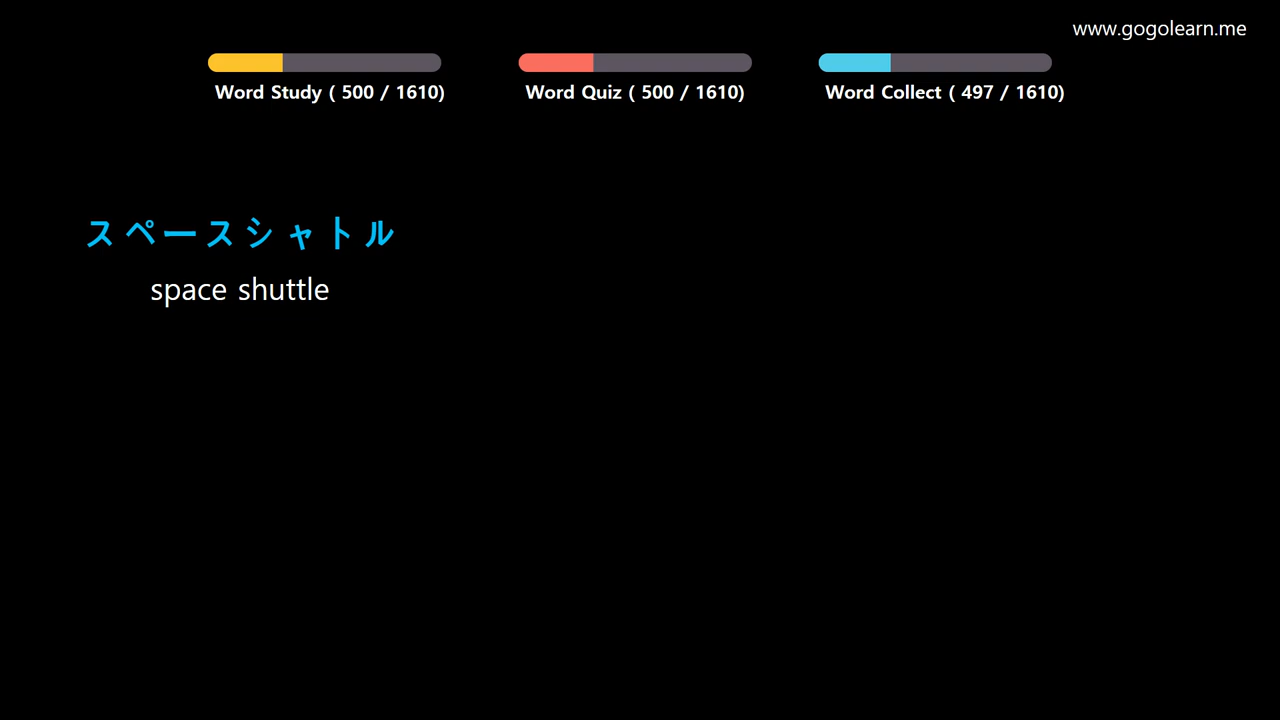 www.gogolearn.me
Word Study ( 500 / 1610)
Word Quiz ( 500 / 1610)
Word Collect ( 497 / 1610)
スペースシャトル
space shuttle